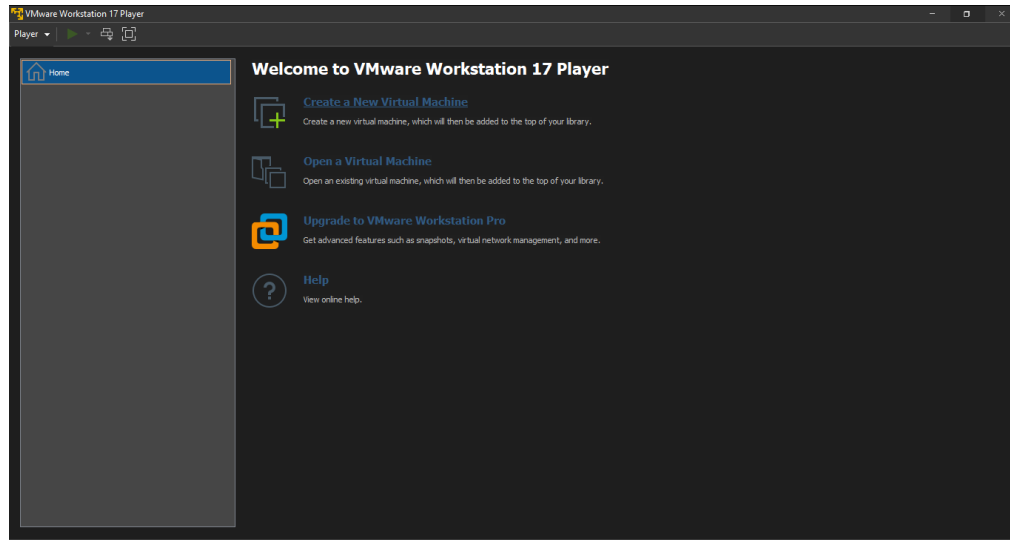 VMware Workstation 17 Player
Player
Home
Welcome to VMware Workstation 17 Player
Create a New Virtual Machine
Create a new virtual machine, which will then be added to the top of your library.
Open a Virtual Machine
Open an existing virtual machine, which will then be added to the top of your library.
Upgrade to VMware Workstation Pro
Get advanced features such as snapshots, virtual network management, and more.
Help
View online help.